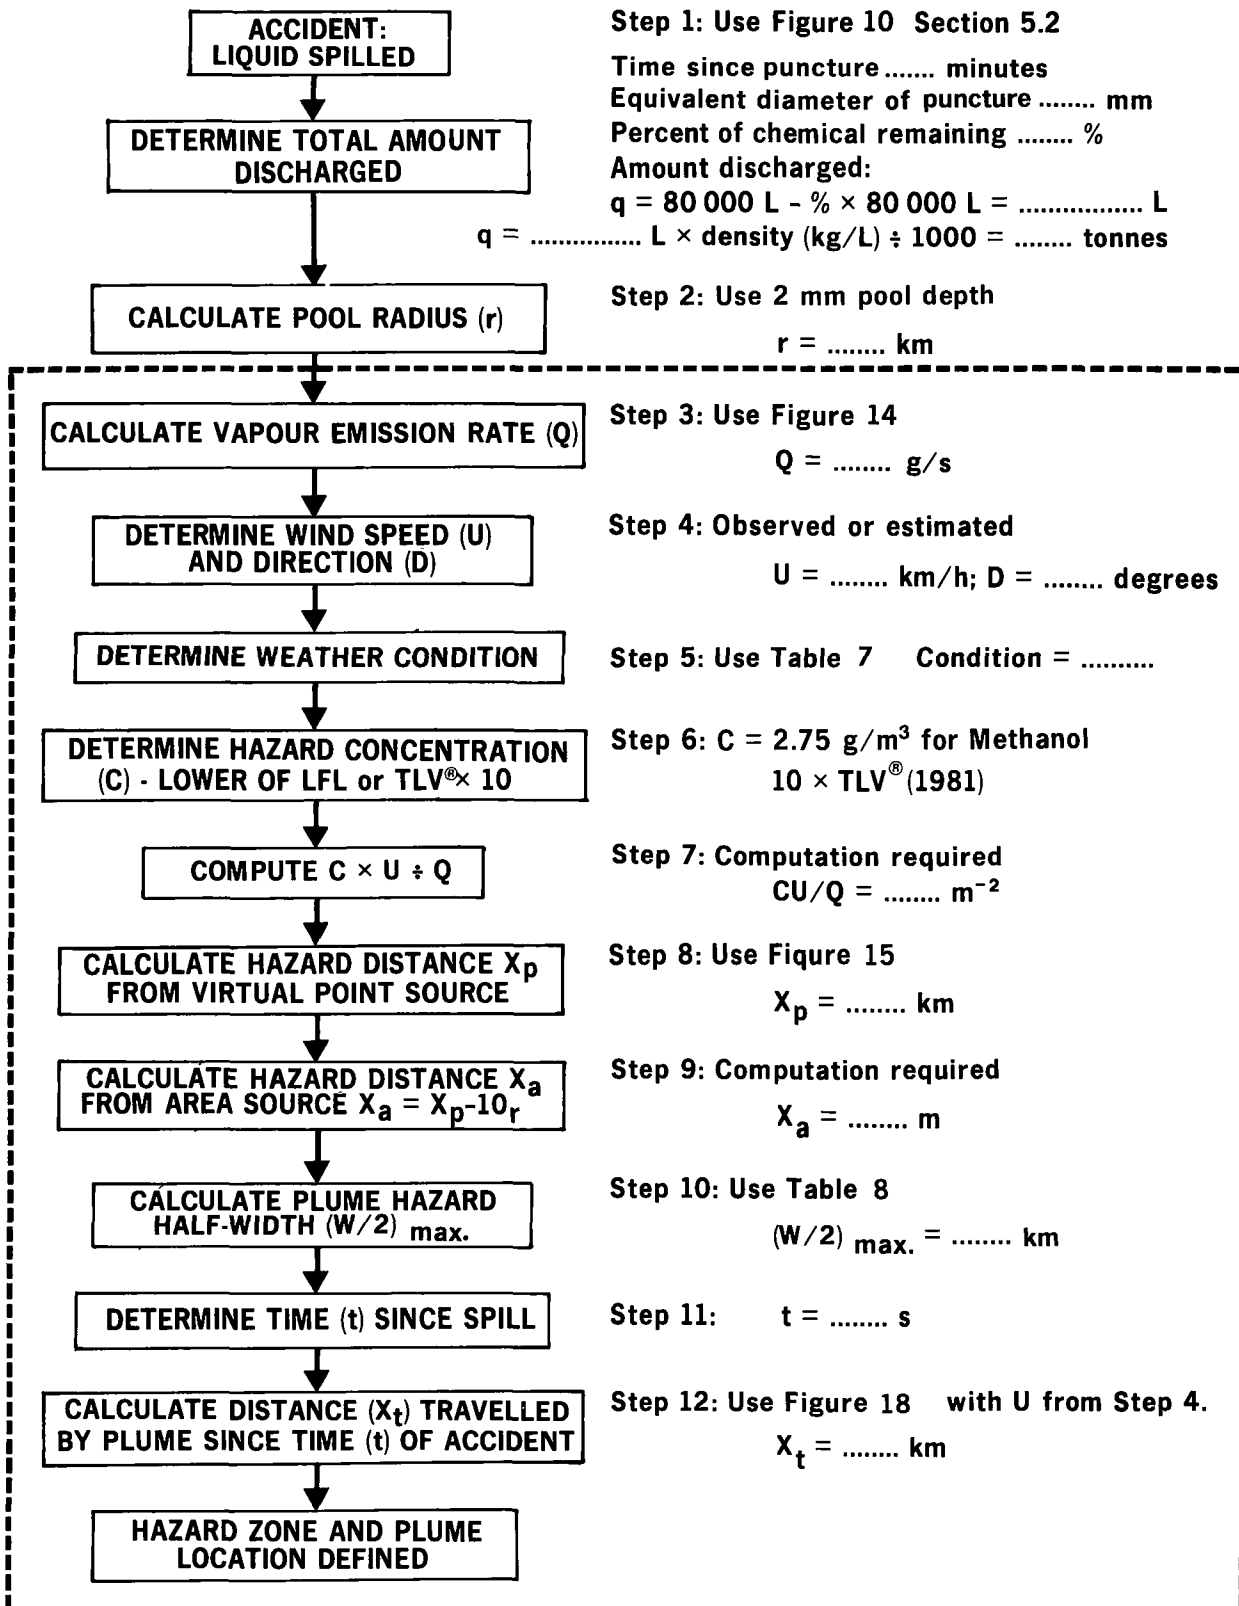 ACCIDENT:
LIQUID SPILLED
Step 1: Use Figure 10 Section 5.2
Time since puncture ....... minutes
Equivalent diameter of puncture ........ mm
Percent of chemical remaining ........ %
Amount discharged:
q = 80 000 L - % × 80 000 L = ................. L
q = ............... L × density (kg/L) ÷ 1000 = ........ tonnes
DETERMINE TOTAL AMOUNT
DISCHARGED
CALCULATE POOL RADIUS (r)
Step 2: Use 2 mm pool depth
r = ........ km
CALCULATE VAPOUR EMISSION RATE (Q)
Step 3: Use Figure 14
Q = ........ g/s
DETERMINE WIND SPEED (U)
AND DIRECTION (D)
Step 4: Observed or estimated
U = ........ km/h; D = ........ degrees
DETERMINE WEATHER CONDITION
Step 5: Use Table 7 Condition = ..........
DETERMINE HAZARD CONCENTRATION
(C) - LOWER OF LFL or TLV®× 10
Step 6: C = 2.75 g/m³ for Methanol
10 × TLV® (1981)
COMPUTE C × U ÷ Q
Step 7: Computation required
CU/Q = ........ m⁻²
CALCULATE HAZARD DISTANCE Xp
FROM VIRTUAL POINT SOURCE
Step 8: Use Fiqure 15
Xp = ........ km
CALCULATE HAZARD DISTANCE Xa
FROM AREA SOURCE Xa = Xp-10r
Step 9: Computation required
Xa = ........ m
CALCULATE PLUME HAZARD
HALF-WIDTH (W/2) max.
Step 10: Use Table 8
(W/2) max. = ........ km
DETERMINE TIME (t) SINCE SPILL
Step 11: t = ........ s
CALCULATE DISTANCE (Xt) TRAVELLED
BY PLUME SINCE TIME (t) OF ACCIDENT
Step 12: Use Figure 18 with U from Step 4.
Xt = ........ km
HAZARD ZONE AND PLUME
LOCATION DEFINED